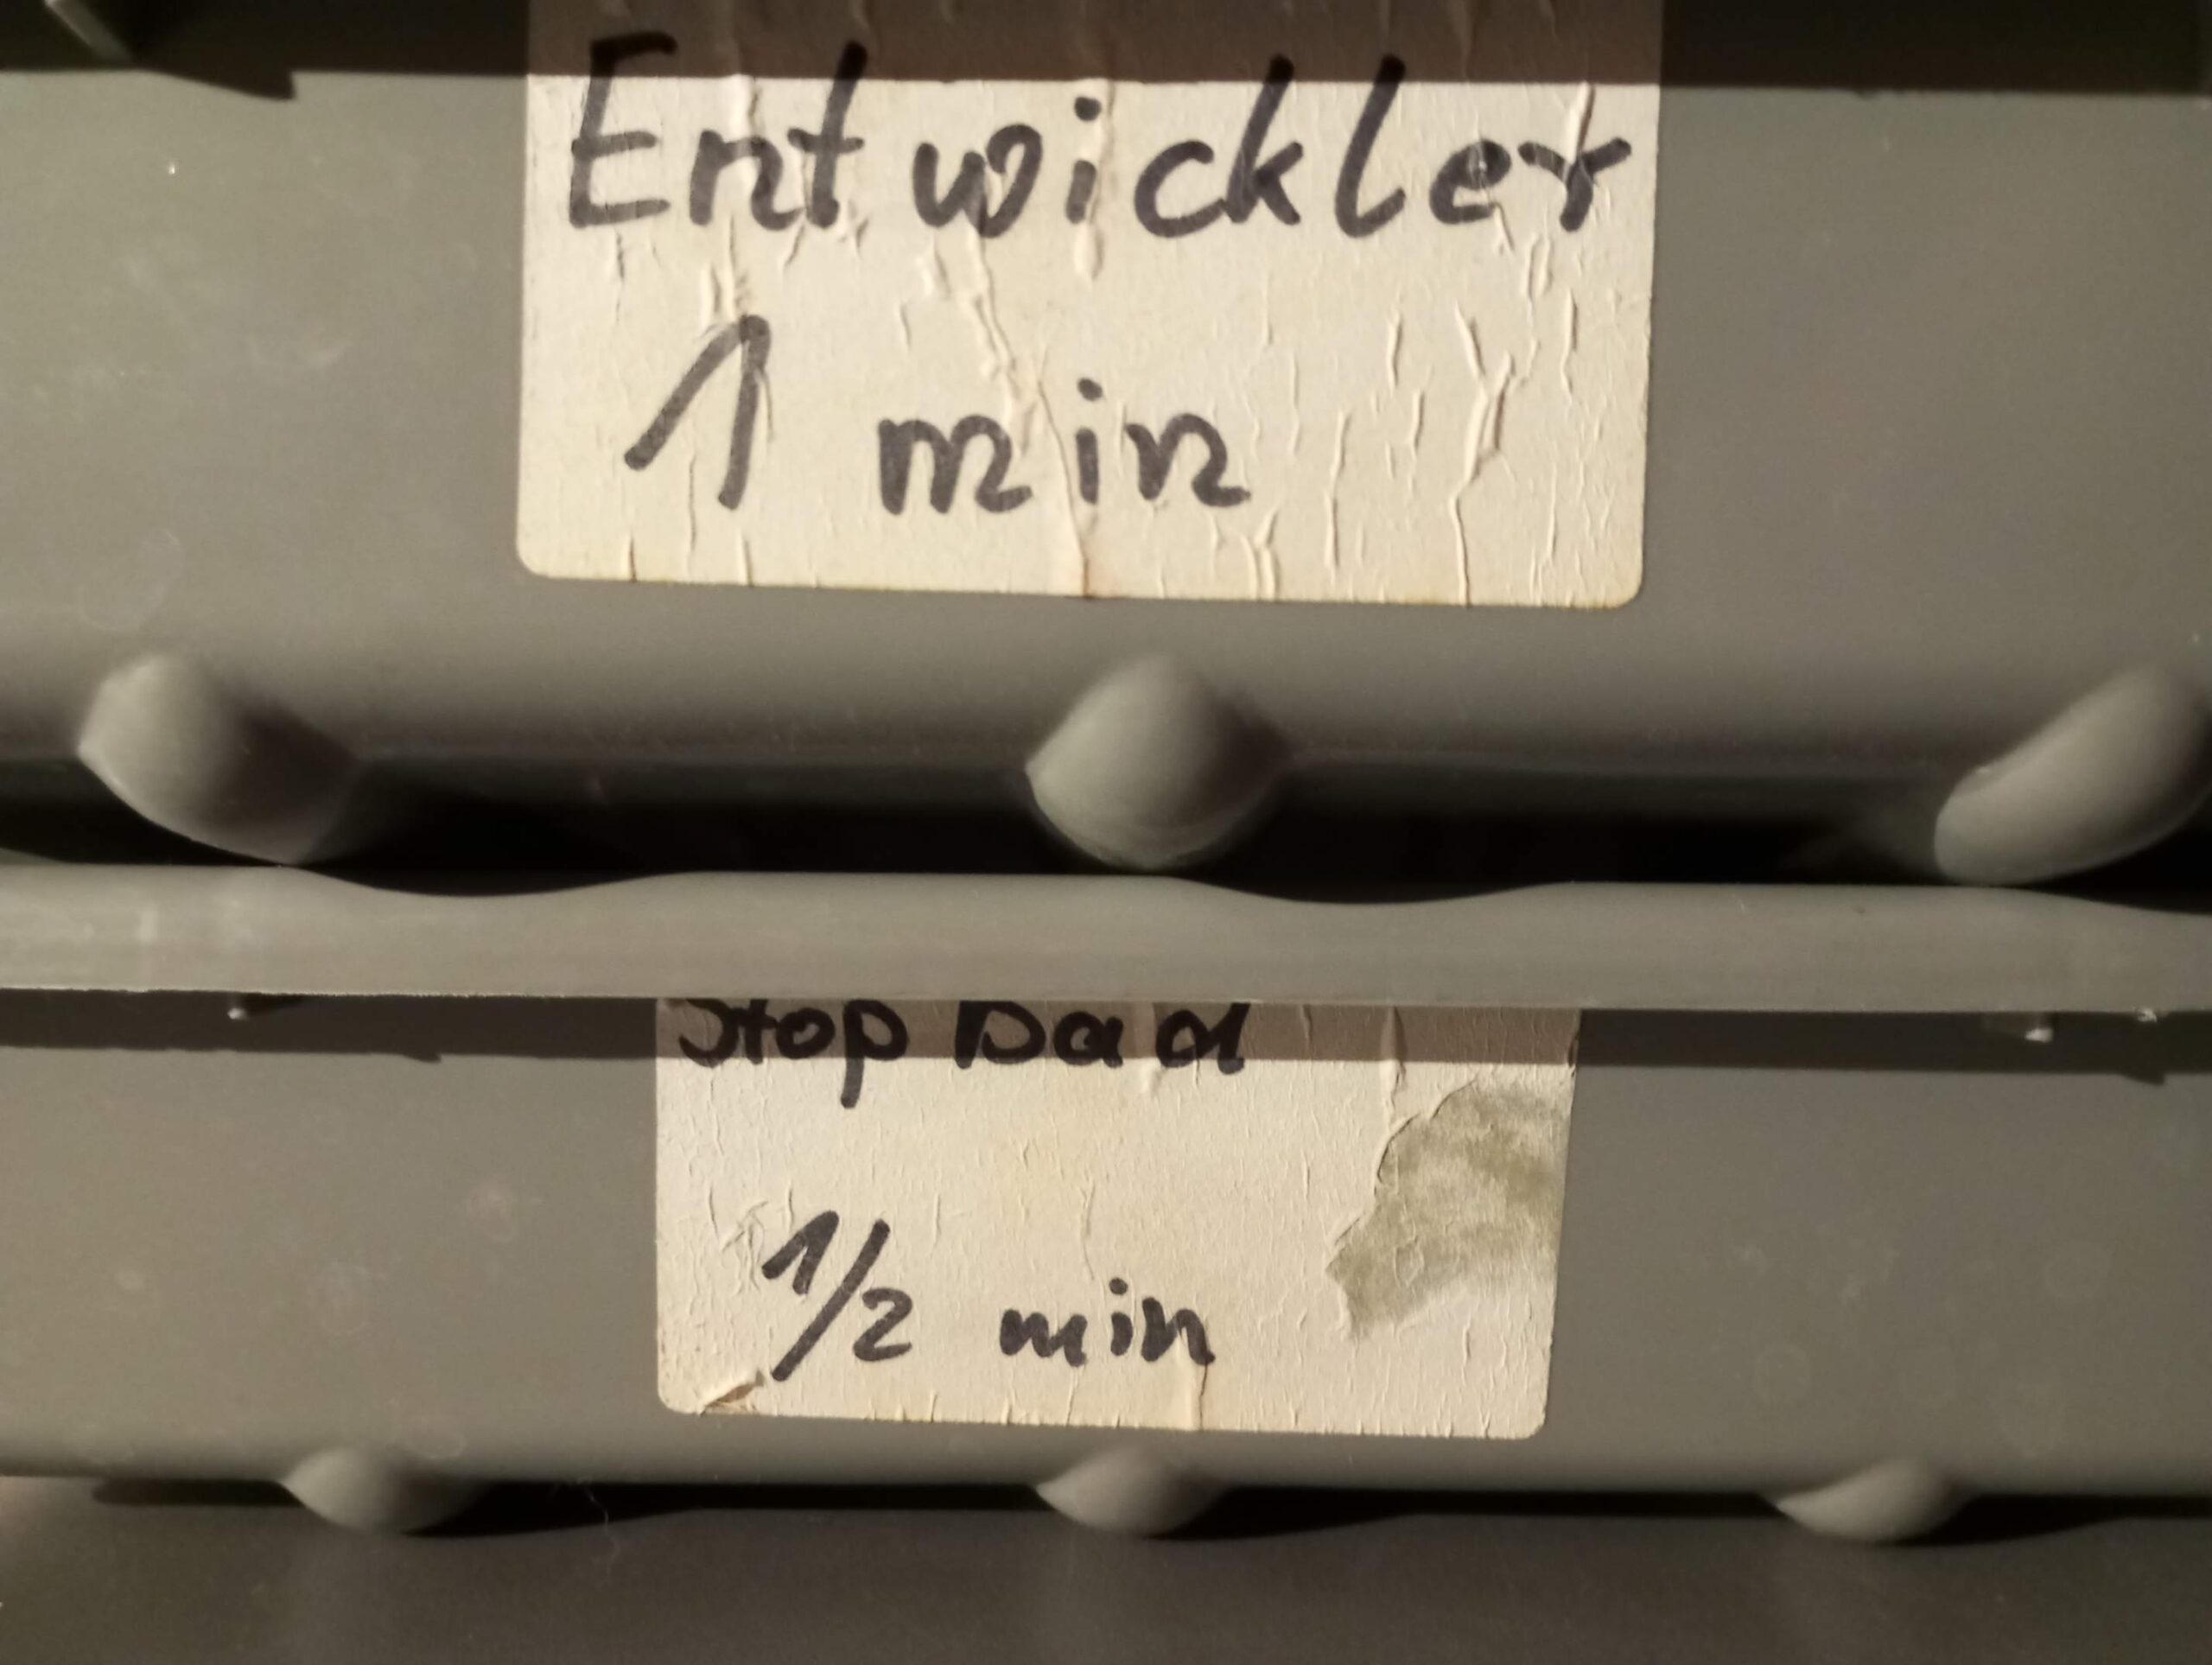 Entwickler
1 min
Stop bad
1/2 min